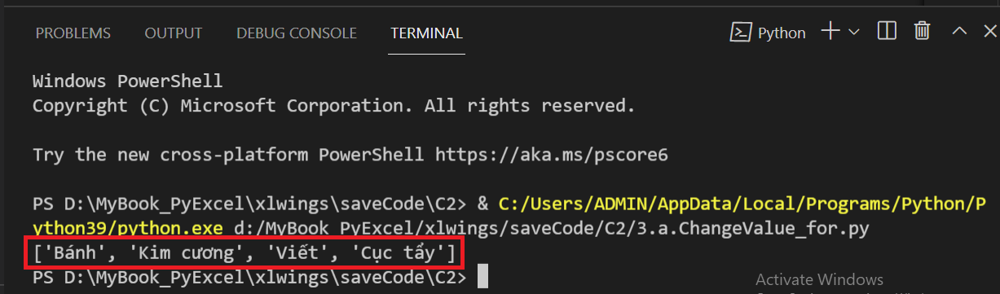 PROBLEMS OUTPUT DEBUG CONSOLE TERMINAL Python
Windows PowerShell
Copyright (C) Microsoft Corporation. All rights reserved.
Try the new cross-platform PowerShell https://aka.ms/pscore6
PS D:\MyBook_PyExcel\xlwings\saveCode\C2> & C:/Users/ADMIN/AppData/Local/Programs/Python/P
ython39/python.exe d:/MyBook_PyExcel/xlwings/saveCode/C2/3.a.ChangeValue_for.py
['Bánh', 'Kim cương', 'Viết', 'Cục tẩy']
PS D:\MyBook_PyExcel\xlwings\saveCode\C2>
Activate Windows